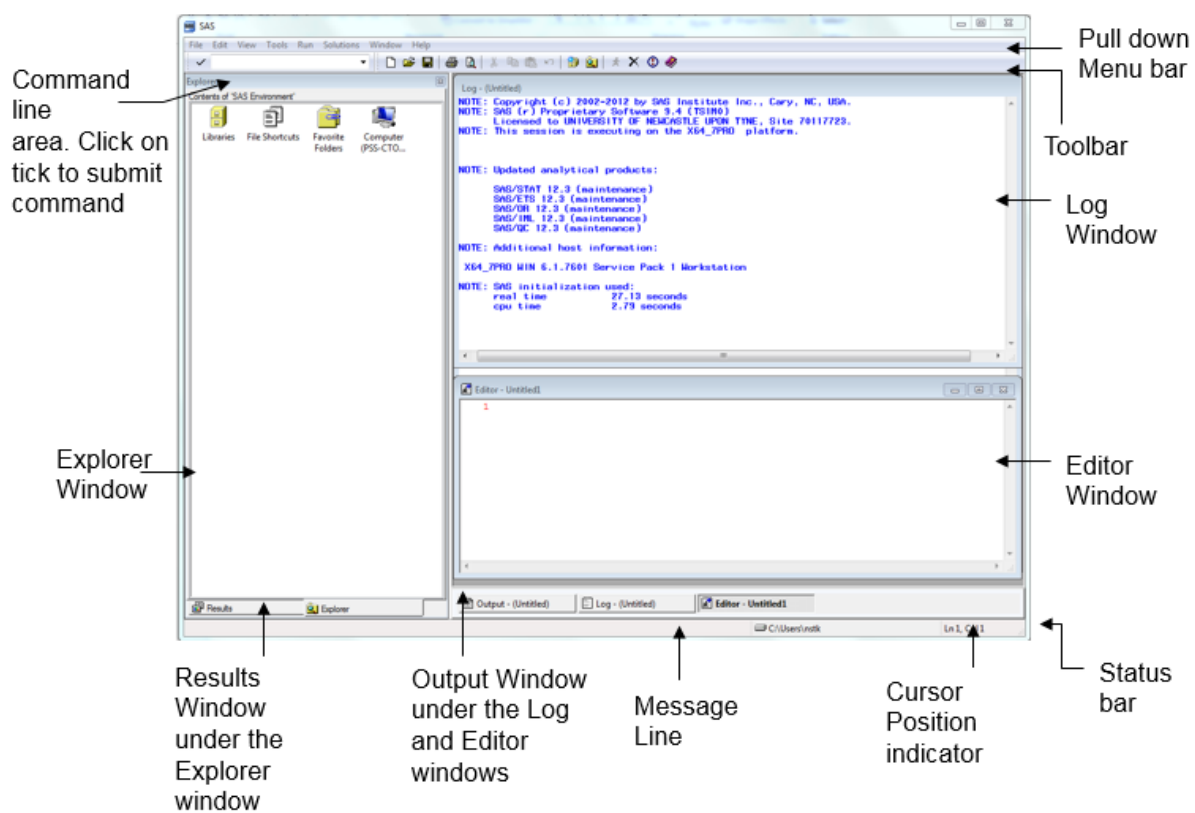 SAS
File Edit View Tools Run Solutions Window Help
Pull down
Menu bar
Command
line
area. Click on
tick to submit
command
Toolbar
Explorer
Contents of 'SAS Environment'
Libraries
File Shortcuts
Favorite
Folders
Computer
(PSS-CTO...
Log - (Untitled)
NOTE: Copyright (c) 2002-2012 by SAS Institute Inc., Cary, NC, USA.
NOTE: SAS (r) Proprietary Software 9.4 (TS1M0)
Licensed to UNIVERSITY OF NEWCASTLE UPON TYNE, Site 70117723.
NOTE: This session is executing on the X64_7PRO platform.
NOTE: Updated analytical products:
SAS/STAT 12.3 (maintenance)
SAS/ETS 12.3 (maintenance)
SAS/OR 12.3 (maintenance)
SAS/IML 12.3 (maintenance)
SAS/QC 12.3 (maintenance)
NOTE: Additional host information:
X64_7PRO WIN 6.1.7601 Service Pack 1 Workstation
NOTE: SAS initialization used:
real time 27.13 seconds
cpu time 2.79 seconds
Log
Window
Editor - Untitled1
1
Explorer
Window
Editor
Window
Results
Explorer
Output - (Untitled)
Log - (Untitled)
Editor - Untitled1
C:\Users\nstk
Ln 1,
Results
Window
under the
Explorer
window
Output Window
under the Log
and Editor
windows
Message
Line
Cursor
Position
indicator
Status
bar